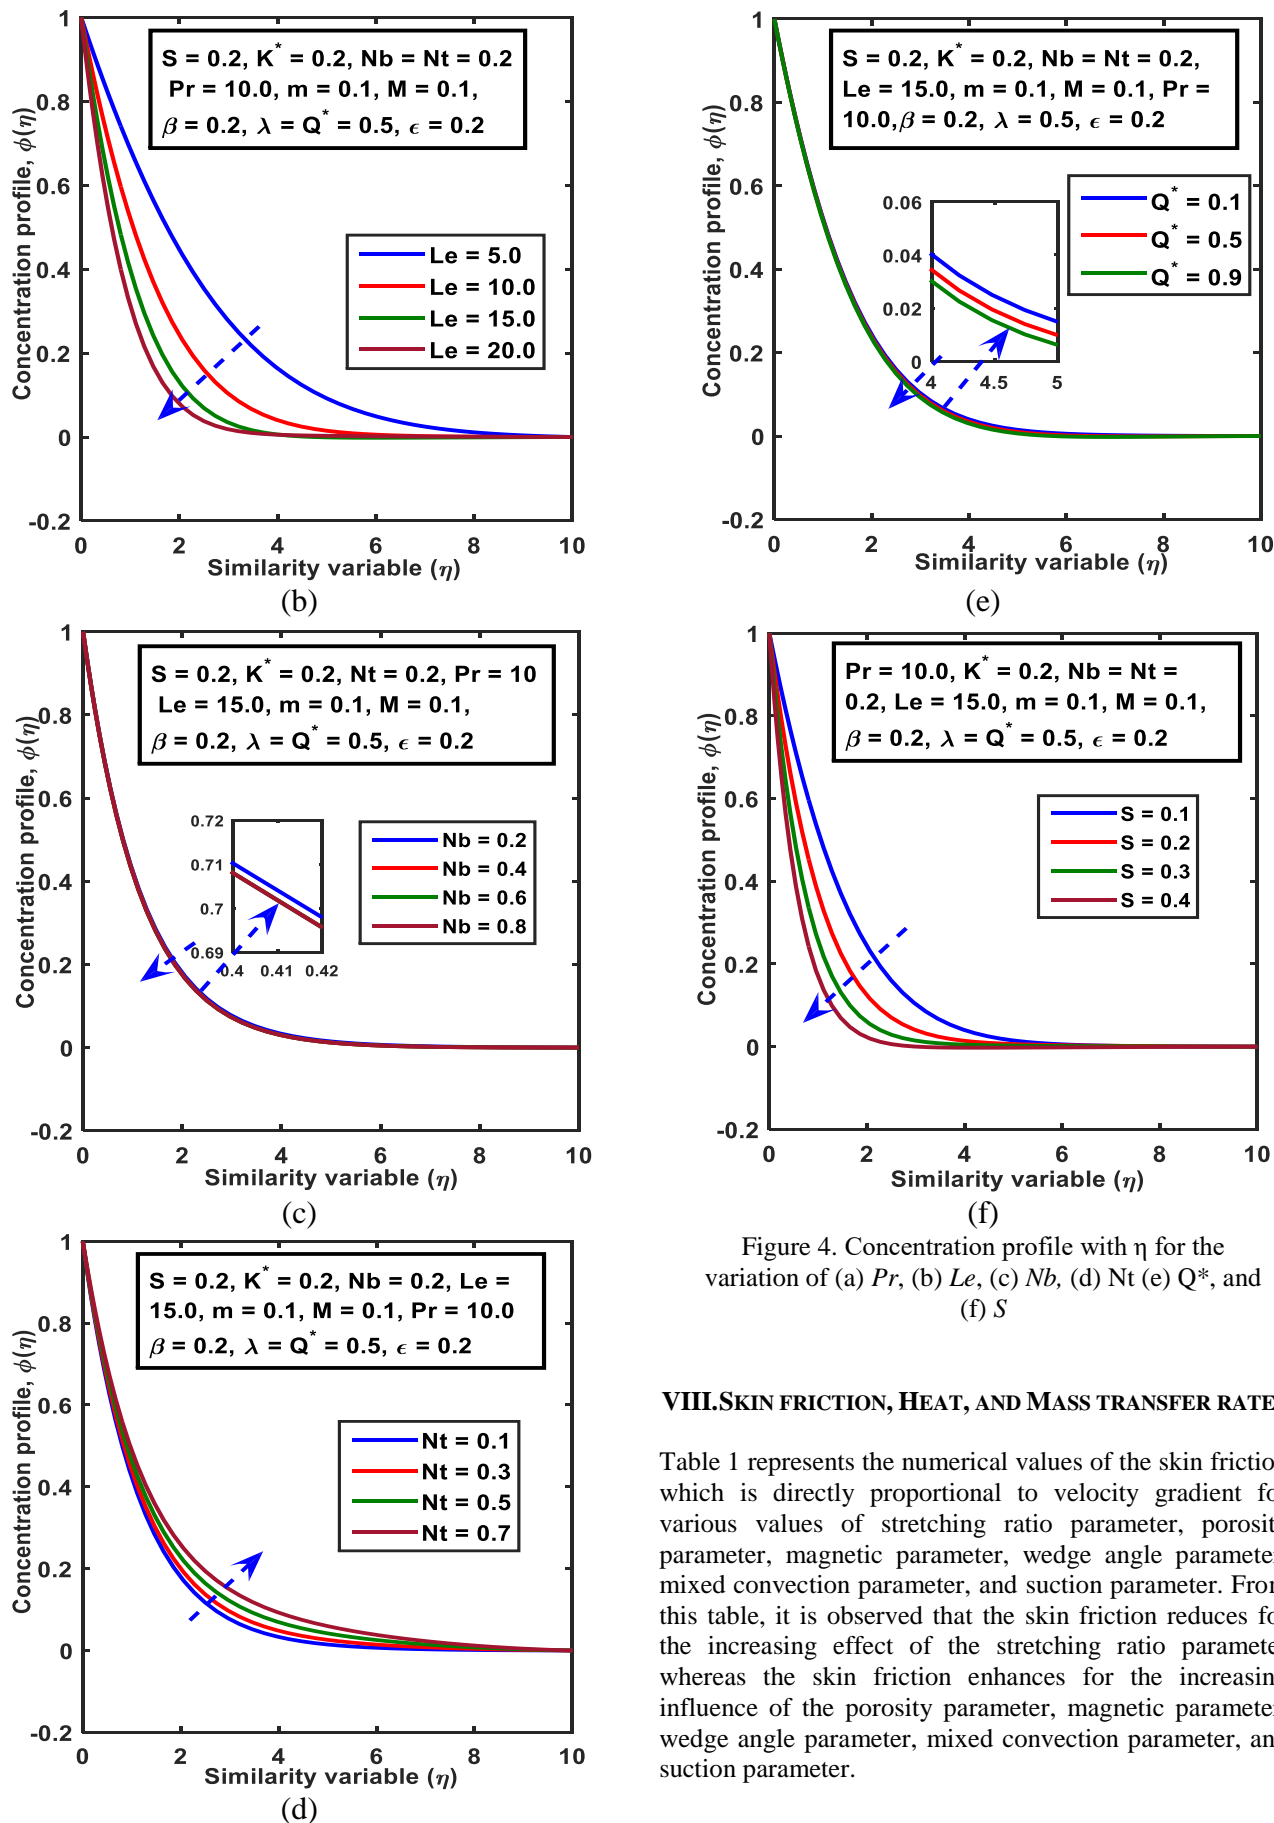 1
0.8
0.6
0.4
0.2
0
-0.2
Concentration profile, ϕ(η)
S = 0.2, K* = 0.2, Nb = Nt = 0.2
Pr = 10.0, m = 0.1, M = 0.1,
β = 0.2, λ = Q* = 0.5, ϵ = 0.2
Le = 5.0
Le = 10.0
Le = 15.0
Le = 20.0
0 2 4 6 8 10
Similarity variable (η)
(b)
1
0.8
0.6
0.4
0.2
0
-0.2
Concentration profile, ϕ(η)
S = 0.2, K* = 0.2, Nt = 0.2, Pr = 10
Le = 15.0, m = 0.1, M = 0.1,
β = 0.2, λ = Q* = 0.5, ϵ = 0.2
0.72
0.71
0.7
0.69
0.4 0.41 0.42
Nb = 0.2
Nb = 0.4
Nb = 0.6
Nb = 0.8
0 2 4 6 8 10
Similarity variable (η)
(c)
1
0.8
0.6
0.4
0.2
0
-0.2
Concentration profile, ϕ(η)
S = 0.2, K* = 0.2, Nb = 0.2, Le =
15.0, m = 0.1, M = 0.1, Pr = 10.0
β = 0.2, λ = Q* = 0.5, ϵ = 0.2
Nt = 0.1
Nt = 0.3
Nt = 0.5
Nt = 0.7
0 2 4 6 8 10
Similarity variable (η)
(d)
1
0.8
0.6
0.4
0.2
0
-0.2
Concentration profile, ϕ(η)
S = 0.2, K* = 0.2, Nb = Nt = 0.2,
Le = 15.0, m = 0.1, M = 0.1, Pr =
10.0,β = 0.2, λ = 0.5, ϵ = 0.2
0.06
0.04
0.02
0
4 4.5 5
Q* = 0.1
Q* = 0.5
Q* = 0.9
0 2 4 6 8 10
Similarity variable (η)
(e)
1
0.8
0.6
0.4
0.2
0
-0.2
Concentration profile, ϕ(η)
Pr = 10.0, K* = 0.2, Nb = Nt =
0.2, Le = 15.0, m = 0.1, M = 0.1,
β = 0.2, λ = Q* = 0.5, ϵ = 0.2
S = 0.1
S = 0.2
S = 0.3
S = 0.4
0 2 4 6 8 10
Similarity variable (η)
(f)
Figure 4. Concentration profile with η for the
variation of (a) Pr, (b) Le, (c) Nb, (d) Nt (e) Q*, and
(f) S
VIII.SKIN FRICTION, HEAT, AND MASS TRANSFER RATE
Table 1 represents the numerical values of the skin frictio
which is directly proportional to velocity gradient fo
various values of stretching ratio parameter, porosit
parameter, magnetic parameter, wedge angle paramete
mixed convection parameter, and suction parameter. Fro
this table, it is observed that the skin friction reduces fo
the increasing effect of the stretching ratio paramete
whereas the skin friction enhances for the increasin
influence of the porosity parameter, magnetic paramete
wedge angle parameter, mixed convection parameter, an
suction parameter.